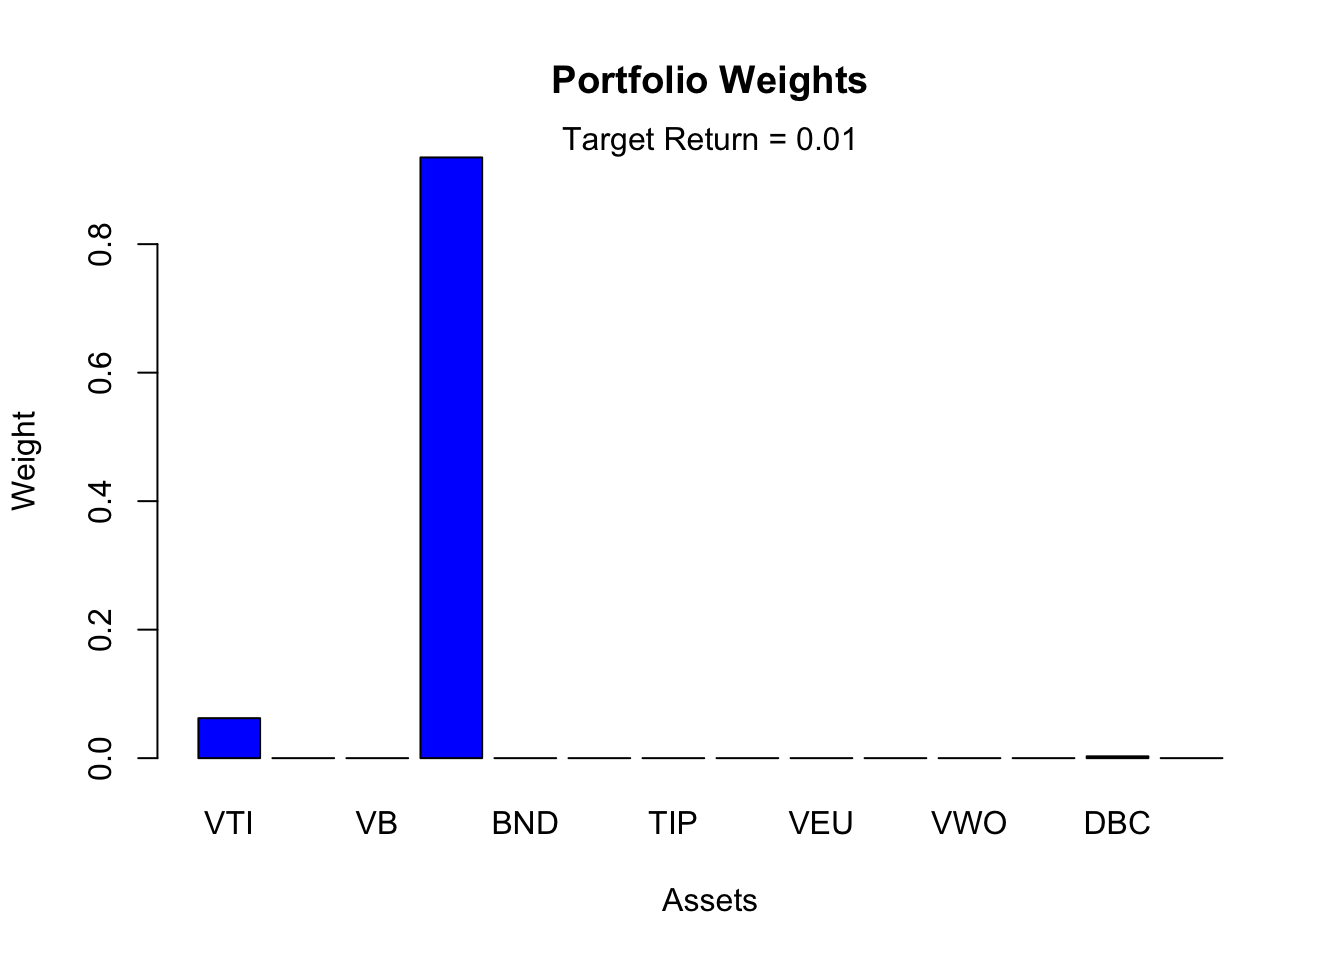 Portfolio Weights
Target Return = 0.01
Weight
0.8
0.6
0.4
0.2
0.0
VTI VB BND TIP VEU VWO DBC
Assets